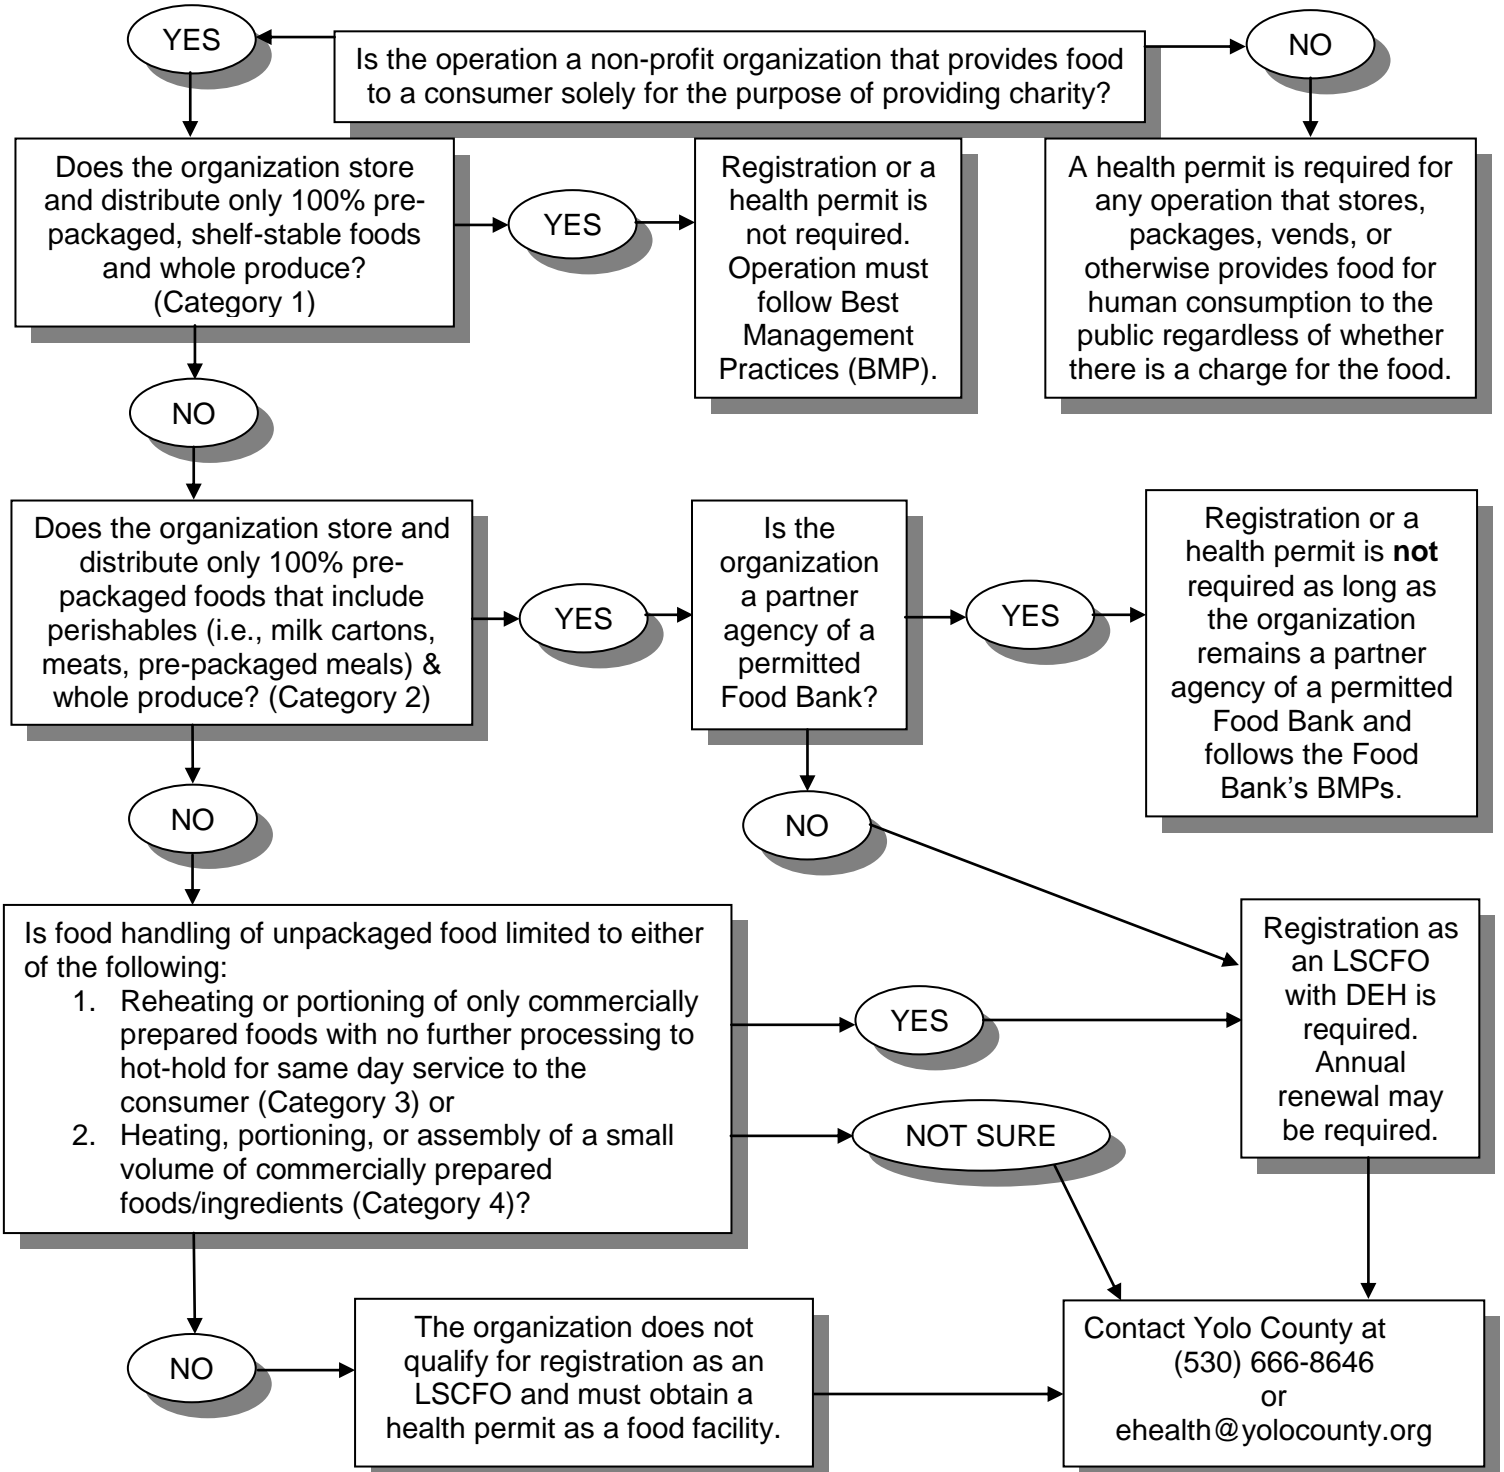 YES
Is the operation a non-profit organization that provides food
to a consumer solely for the purpose of providing charity?
NO
Does the organization store
and distribute only 100% pre-
packaged, shelf-stable foods
and whole produce?
(Category 1)
YES
Registration or a
health permit is
not required.
Operation must
follow Best
Management
Practices (BMP).
A health permit is required for
any operation that stores,
packages, vends, or
otherwise provides food for
human consumption to the
public regardless of whether
there is a charge for the food.
NO
Does the organization store and
distribute only 100% pre-
packaged foods that include
perishables (i.e., milk cartons,
meats, pre-packaged meals) &
whole produce? (Category 2)
YES
Is the
organization
a partner
agency of a
permitted
Food Bank?
YES
Registration or a
health permit is not
required as long as
the organization
remains a partner
agency of a permitted
Food Bank and
follows the Food
Bank’s BMPs.
NO
NO
Is food handling of unpackaged food limited to either
of the following:
1. Reheating or portioning of only commercially
prepared foods with no further processing to
hot-hold for same day service to the
consumer (Category 3) or
2. Heating, portioning, or assembly of a small
volume of commercially prepared
foods/ingredients (Category 4)?
YES
NOT SURE
Registration as
an LSCFO
with DEH is
required.
Annual
renewal may
be required.
NO
The organization does not
qualify for registration as an
LSCFO and must obtain a
health permit as a food facility.
Contact Yolo County at
(530) 666-8646
or
ehealth@yolocounty.org